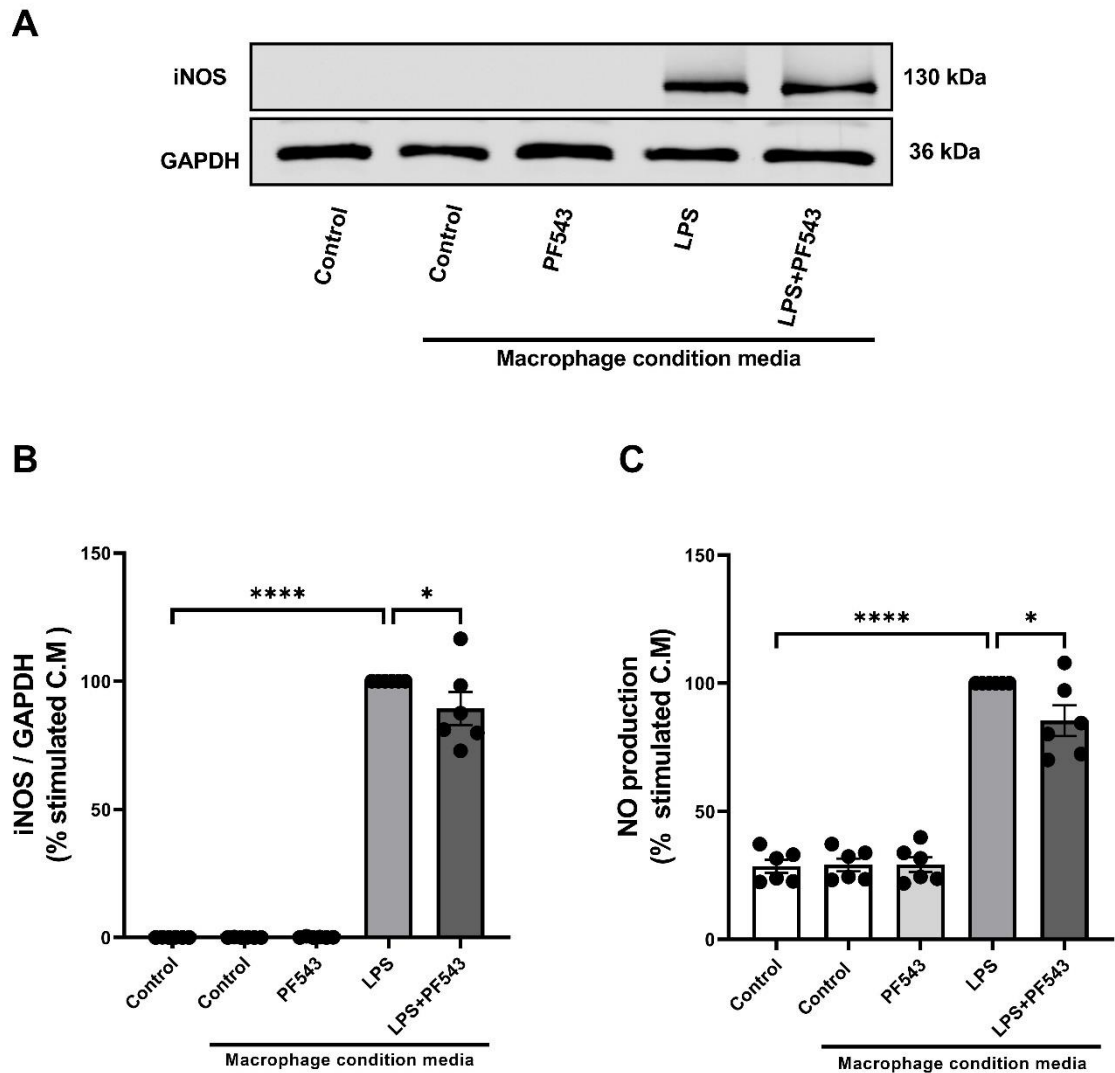 A
iNOS
130 kDa
GAPDH
36 kDa
Control
Control
PF543
LPS
LPS+PF543
Macrophage condition media
B
iNOS / GAPDH
(% stimulated C.M )
150
100
50
0
****
*
Control
Control
PF543
LPS
LPS+PF543
Macrophage condition media
C
NO production
(% stimulated C.M)
150
100
50
0
****
*
Control
Control
PF543
LPS
LPS+PF543
Macrophage condition media